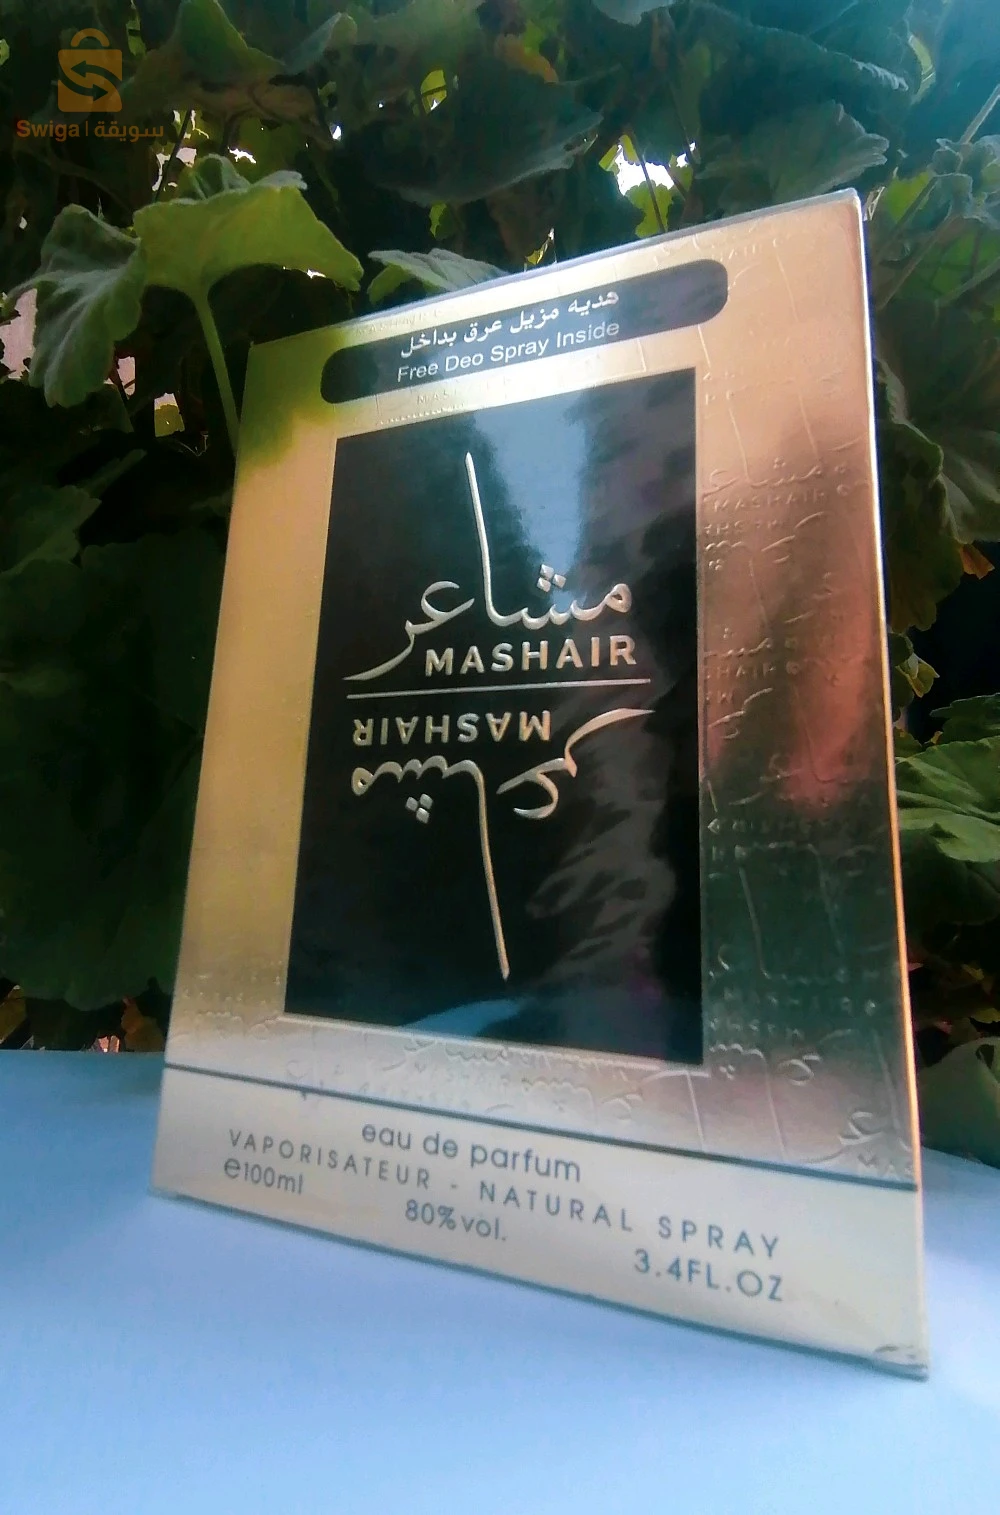 Swiga | سويقة
هديه مزيل عرق بداخل
Free Deo Spray Inside
مشاعر
MASHAIR
MASHAIR
مشاعر
eau de parfum
VAPORISATEUR - NATURAL SPRAY
e100ml
80%vol.
3.4FL.OZ